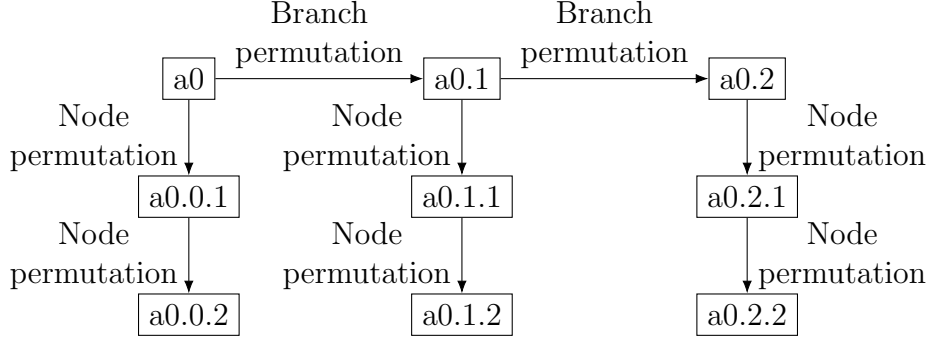 Branch
permutation
Branch
permutation
a0
a0.1
a0.2
Node
permutation
Node
permutation
Node
permutation
a0.0.1
a0.1.1
a0.2.1
Node
permutation
Node
permutation
Node
permutation
a0.0.2
a0.1.2
a0.2.2